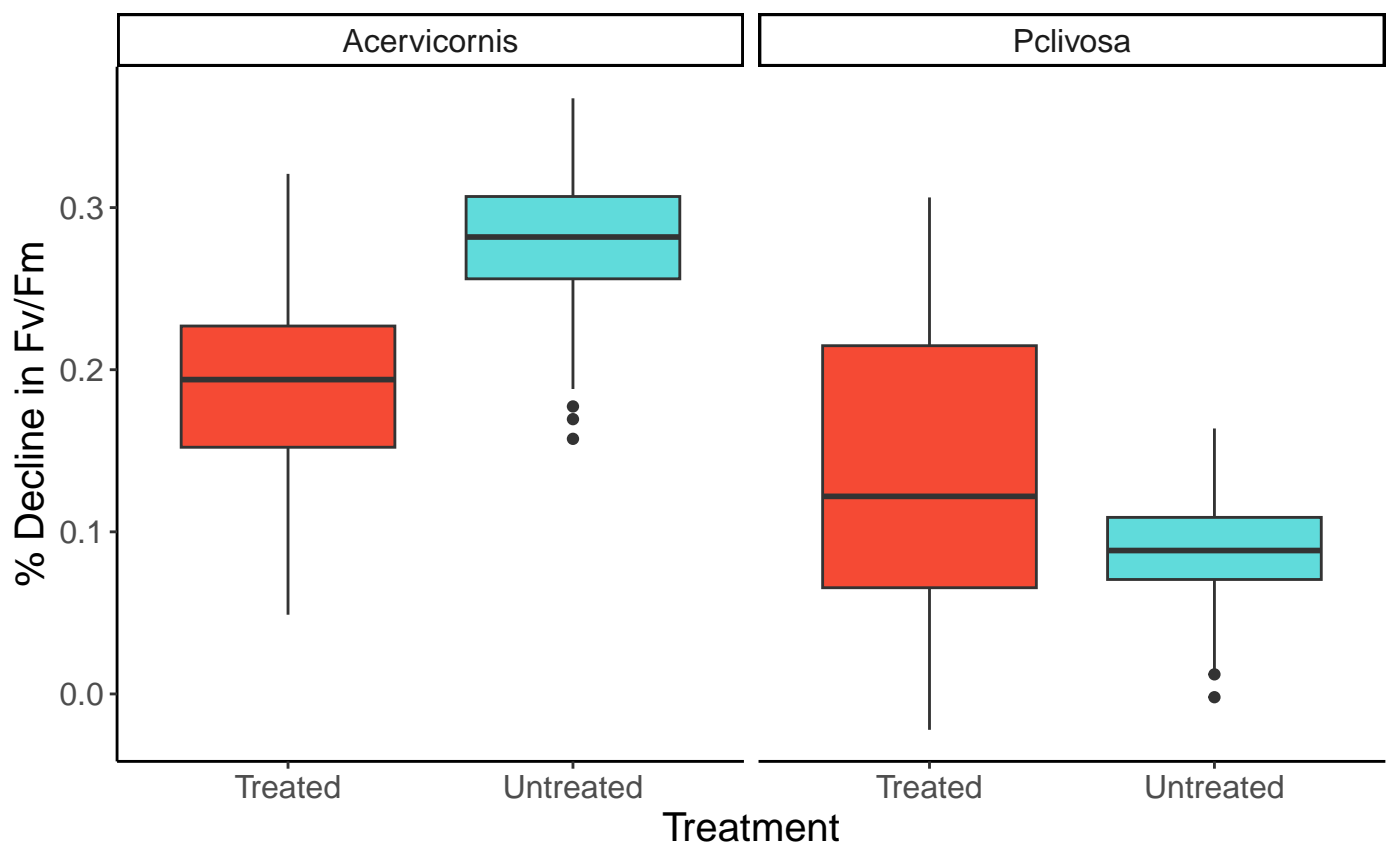 Acervicornis Pclivosa
% Decline in Fv/Fm
0.3
0.2
0.1
0.0
Treated Untreated Treated Untreated
Treatment